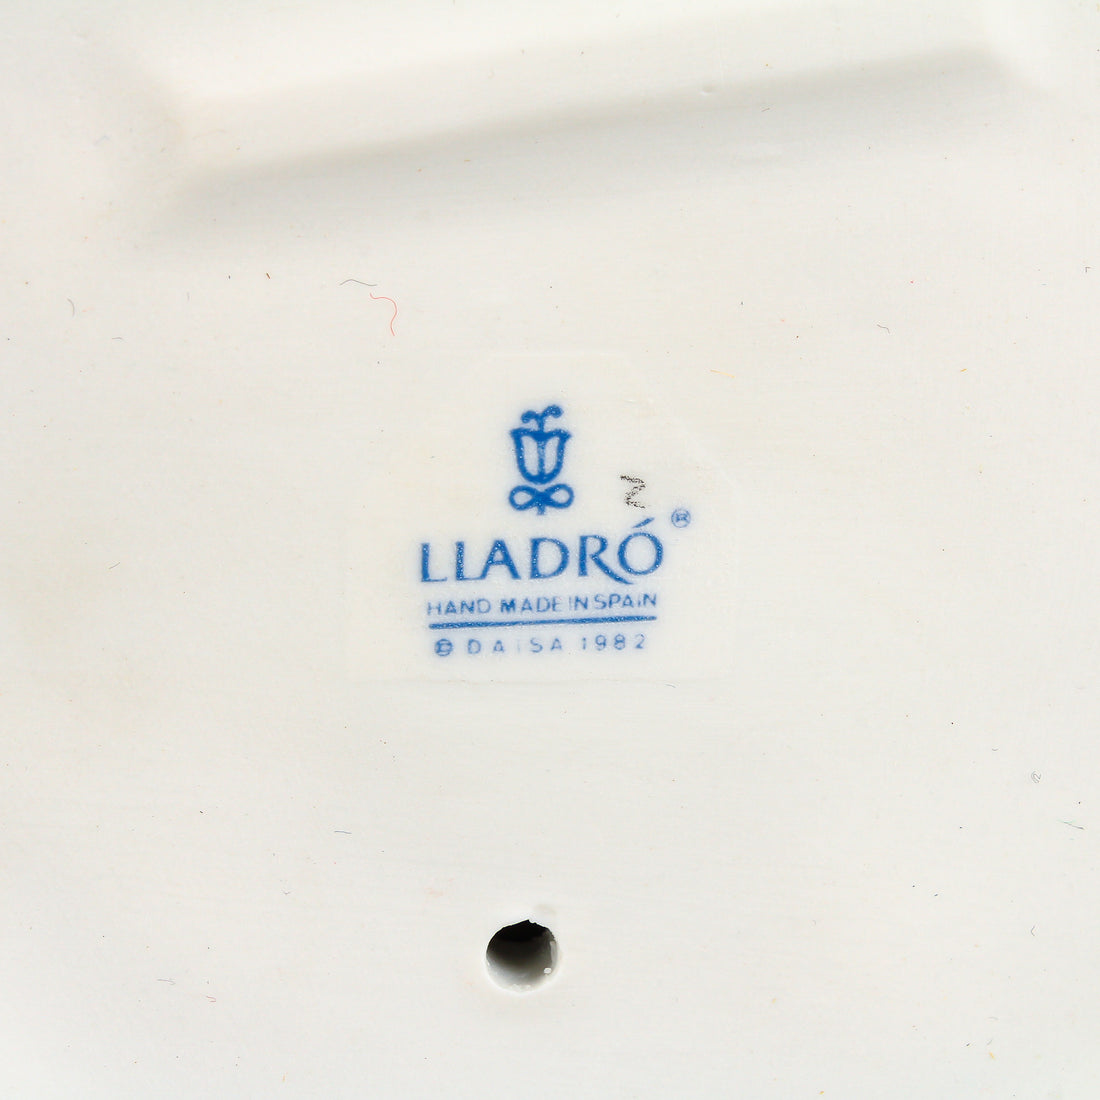 N
LLADRÓ®
HAND MADE IN SPAIN
© DAISA 1982